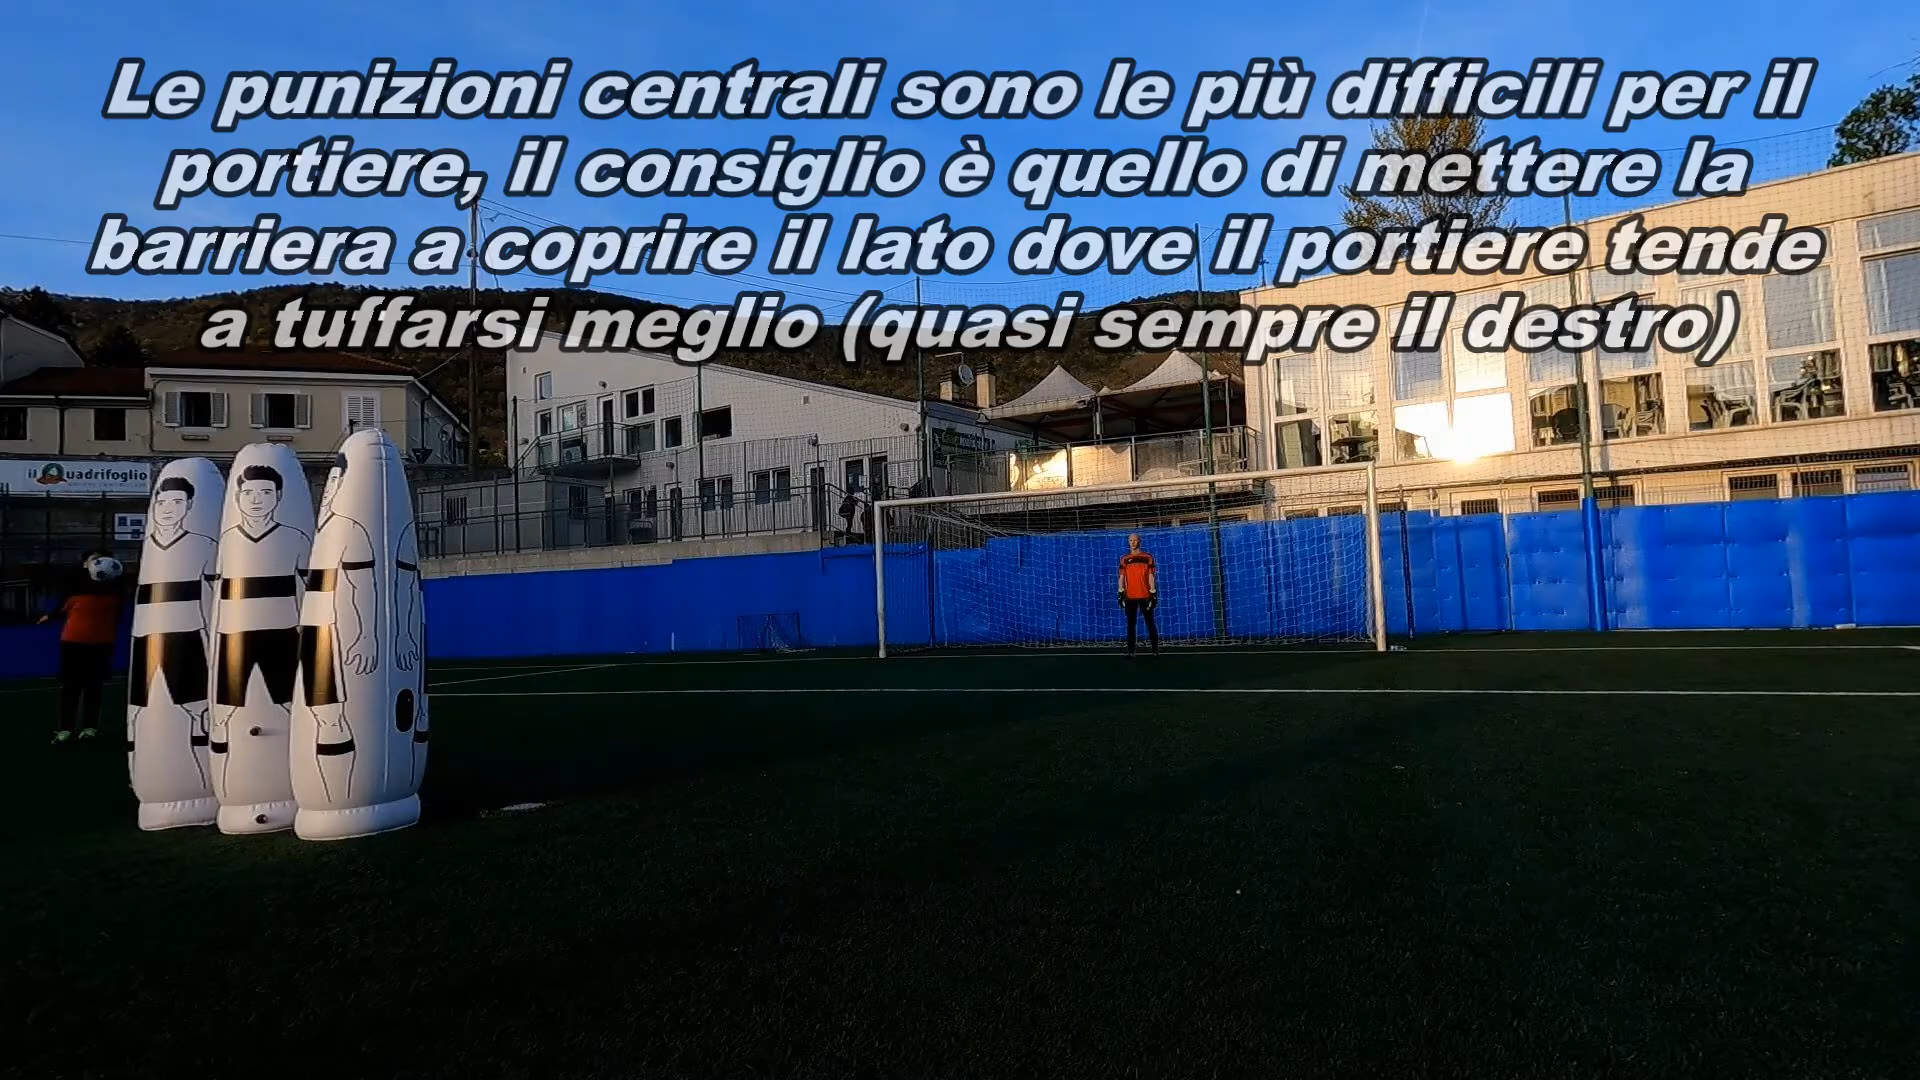 Le punizioni centrali sono le più difficili per il
portiere, il consiglio è quello di mettere la
barriera a coprire il lato dove il portiere tende
a tuffarsi meglio (quasi sempre il destro)
il Quadrifoglio